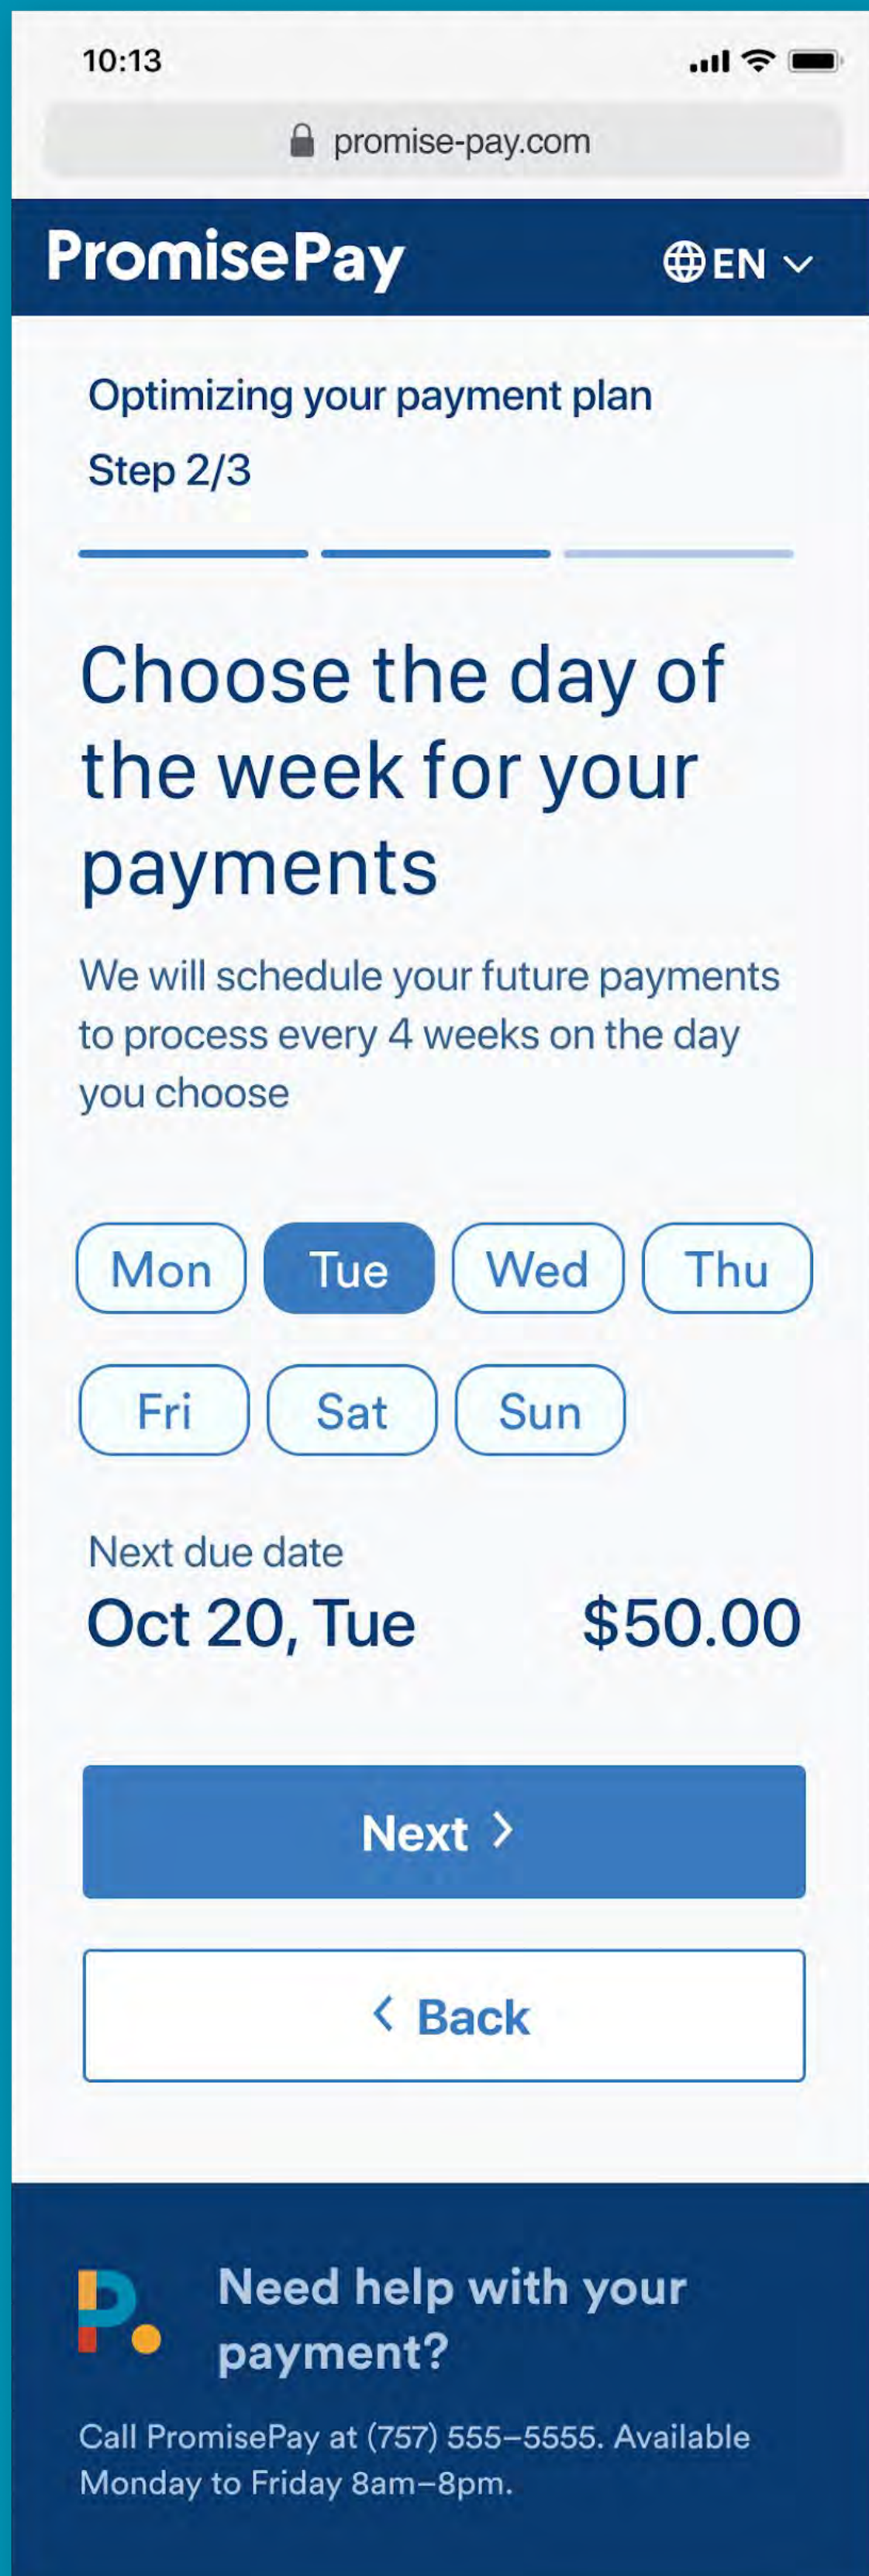 10:13
promise-pay.com
PromisePay
EN
Optimizing your payment plan
Step 2/3
Choose the day of
the week for your
payments
We will schedule your future payments
to process every 4 weeks on the day
you choose
Mon Tue Wed Thu
Fri Sat Sun
Next due date
Oct 20, Tue $50.00
Next
Back
P.
Need help with your
payment?
Call PromisePay at (757) 555–5555. Available
Monday to Friday 8am–8pm.